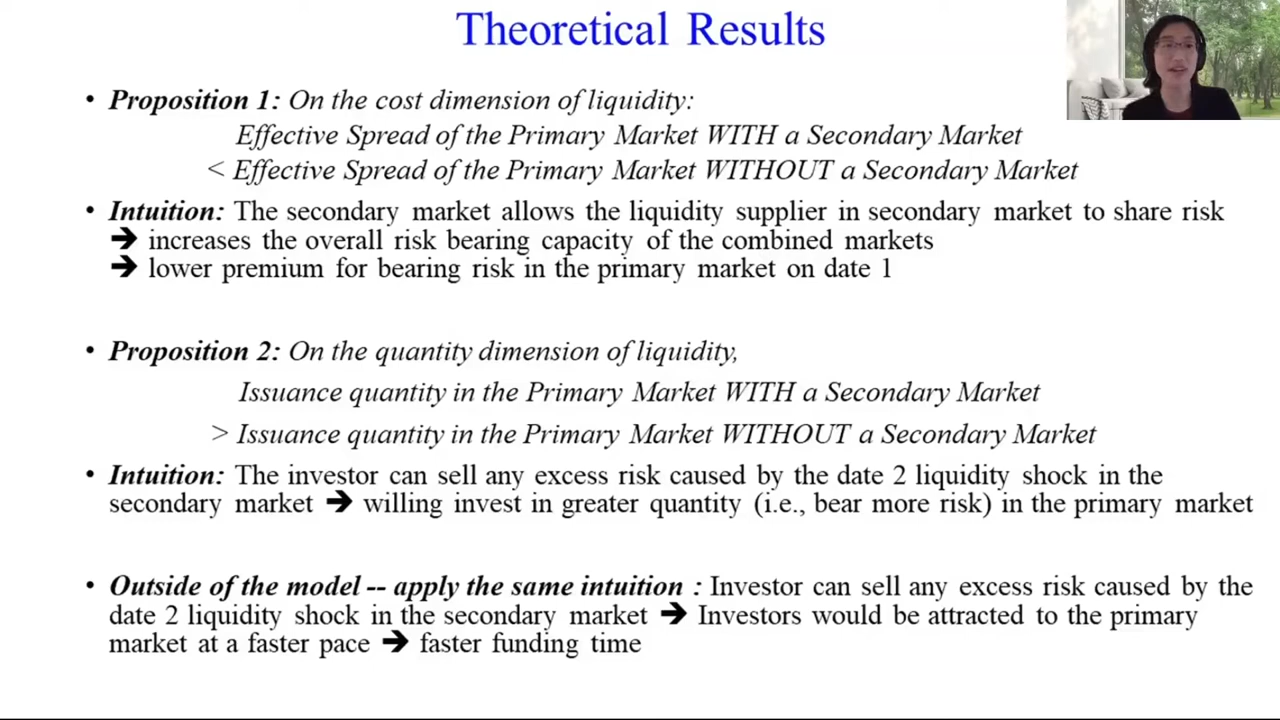 Theoretical Results
• Proposition 1: On the cost dimension of liquidity:
Effective Spread of the Primary Market WITH a Secondary Market
< Effective Spread of the Primary Market WITHOUT a Secondary Market
• Intuition: The secondary market allows the liquidity supplier in secondary market to share risk
➔ increases the overall risk bearing capacity of the combined markets
➔ lower premium for bearing risk in the primary market on date 1
• Proposition 2: On the quantity dimension of liquidity,
Issuance quantity in the Primary Market WITH a Secondary Market
> Issuance quantity in the Primary Market WITHOUT a Secondary Market
• Intuition: The investor can sell any excess risk caused by the date 2 liquidity shock in the
secondary market ➔ willing invest in greater quantity (i.e., bear more risk) in the primary market
• Outside of the model -- apply the same intuition : Investor can sell any excess risk caused by the
date 2 liquidity shock in the secondary market ➔ Investors would be attracted to the primary
market at a faster pace ➔ faster funding time